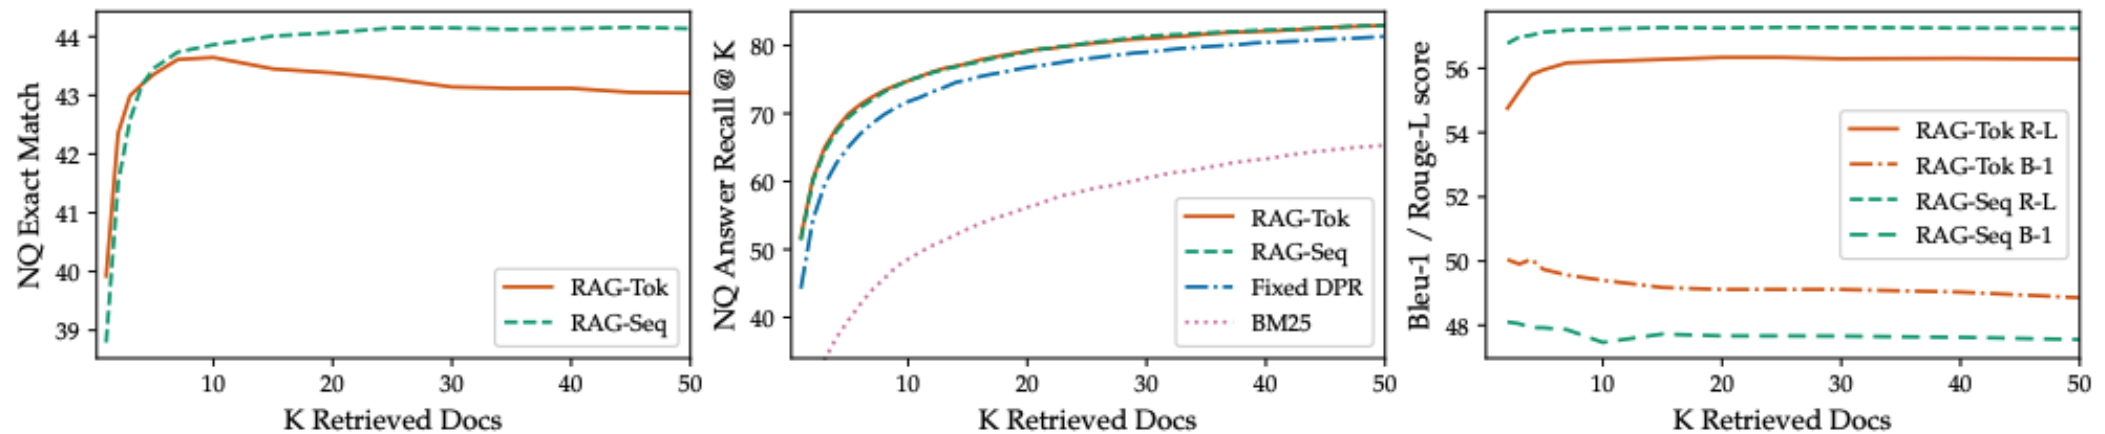 NQ Exact Match
44
43
42
41
40
39
10 20 30 40 50
K Retrieved Docs
RAG-Tok
RAG-Seq
NQ Answer Recall @ K
80
70
60
50
40
10 20 30 40 50
K Retrieved Docs
RAG-Tok
RAG-Seq
Fixed DPR
BM25
Bleu-1 / Rouge-L score
56
54
52
50
48
10 20 30 40 50
K Retrieved Docs
RAG-Tok R-L
RAG-Tok B-1
RAG-Seq R-L
RAG-Seq B-1